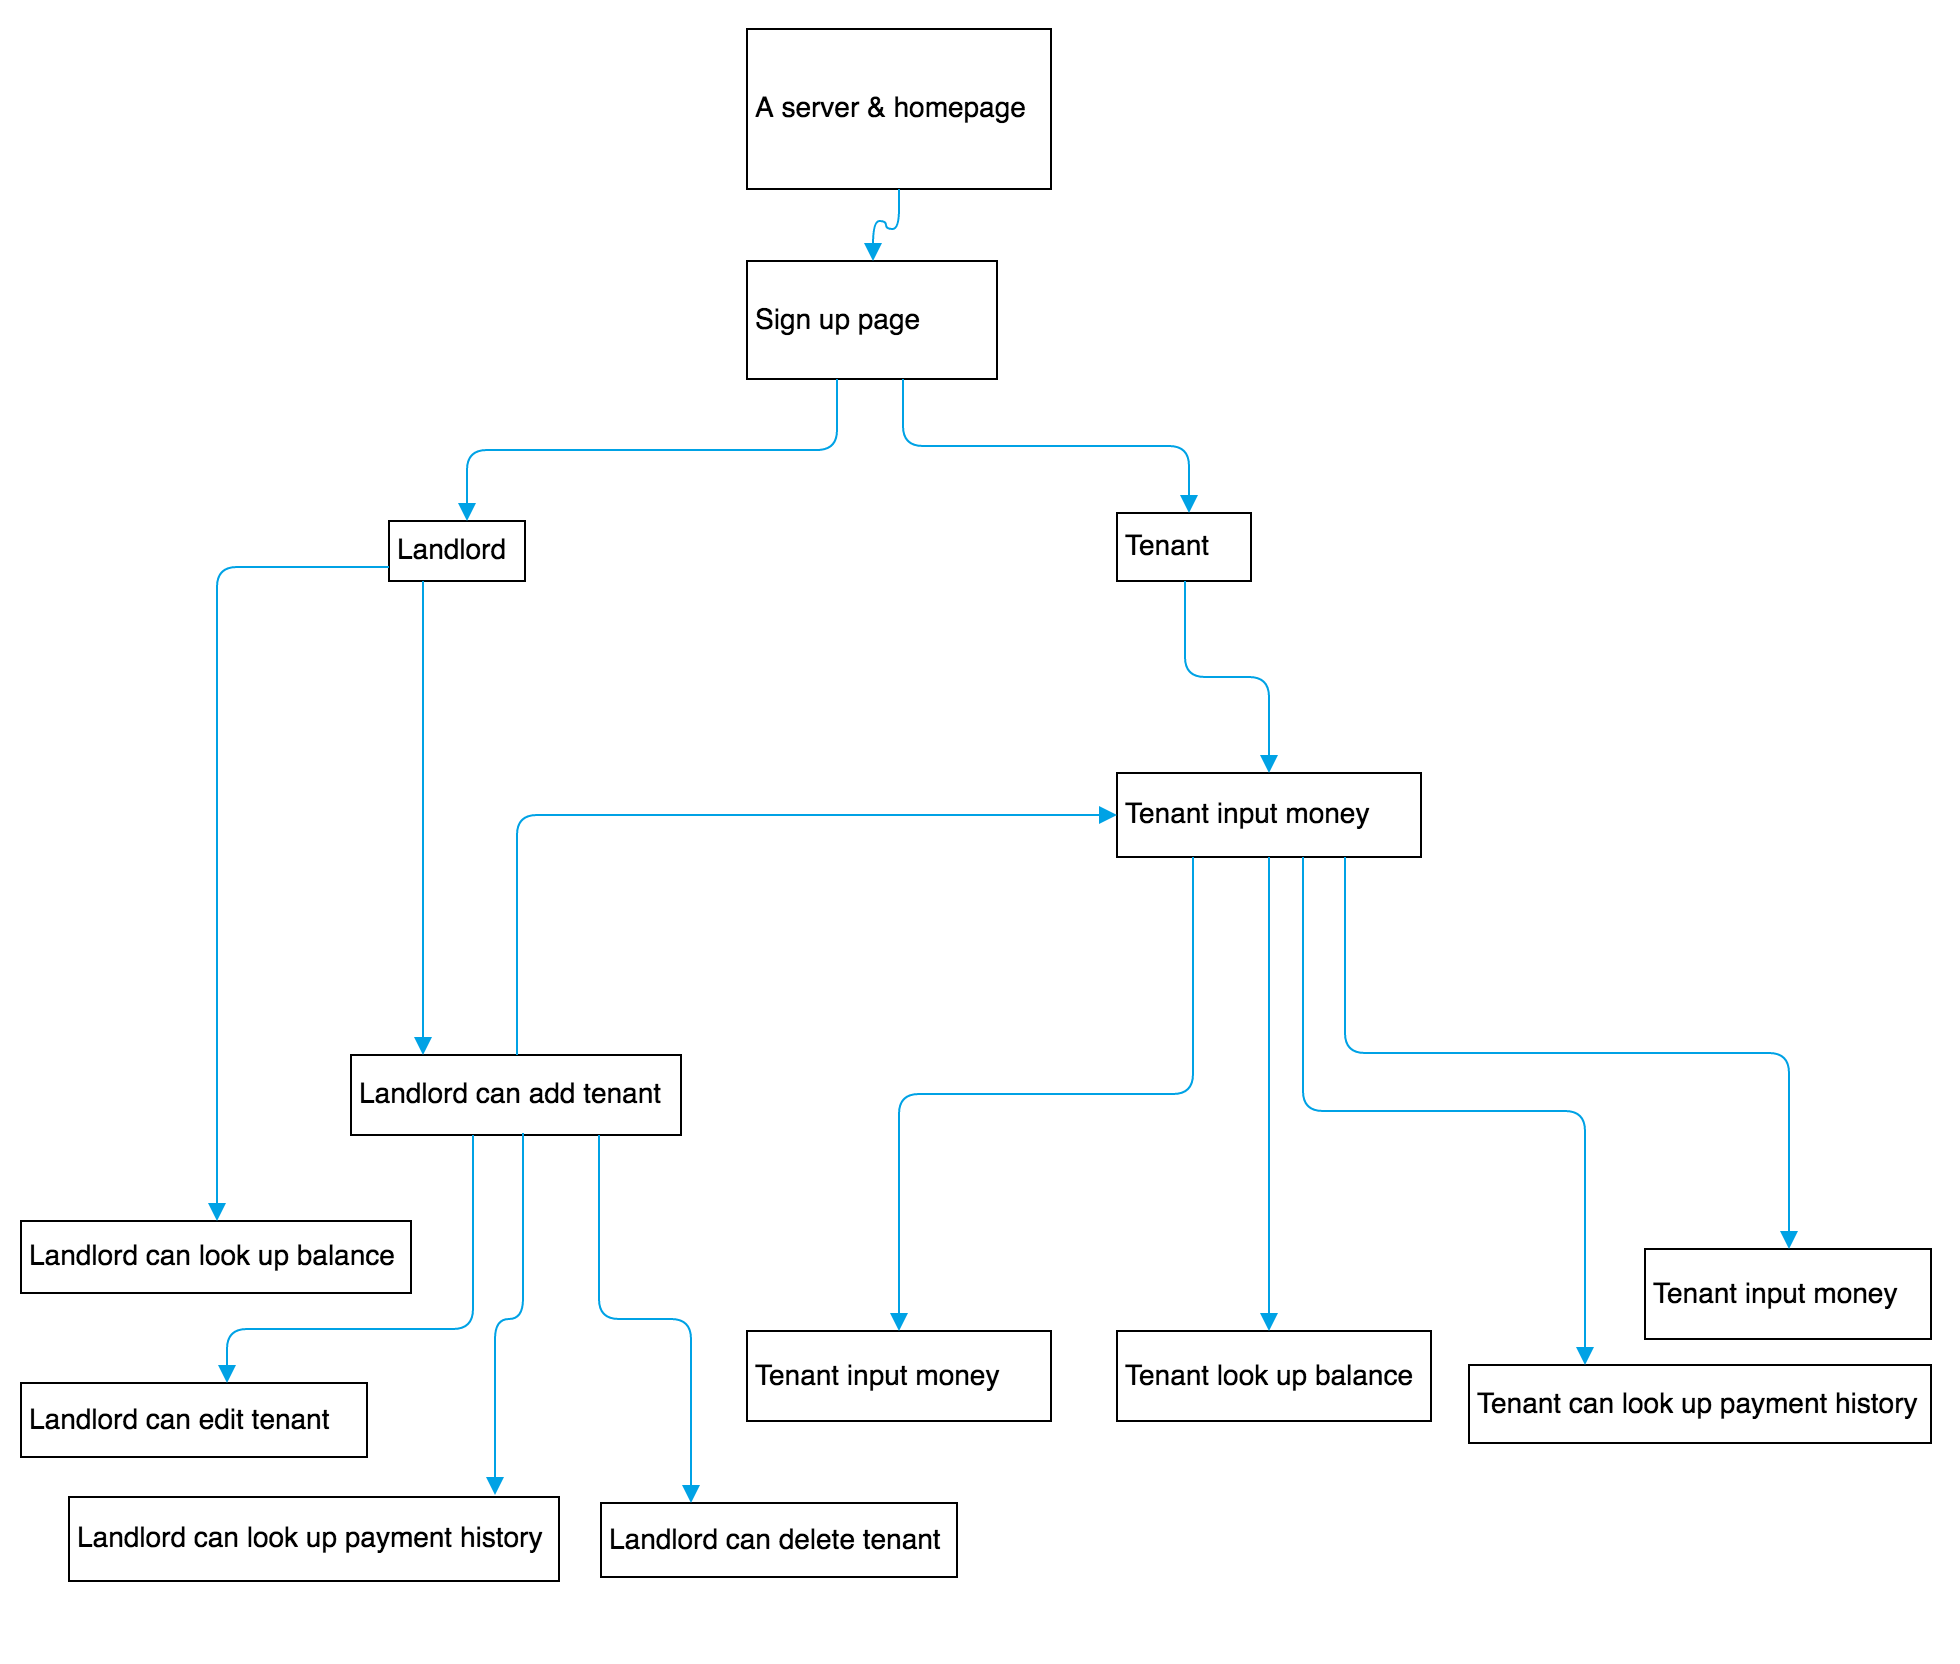 A server & homepage
Sign up page
Landlord
Tenant
Tenant input money
Landlord can add tenant
Landlord can look up balance
Tenant input money
Tenant input money
Tenant look up balance
Tenant can look up payment history
Landlord can edit tenant
Landlord can look up payment history
Landlord can delete tenant